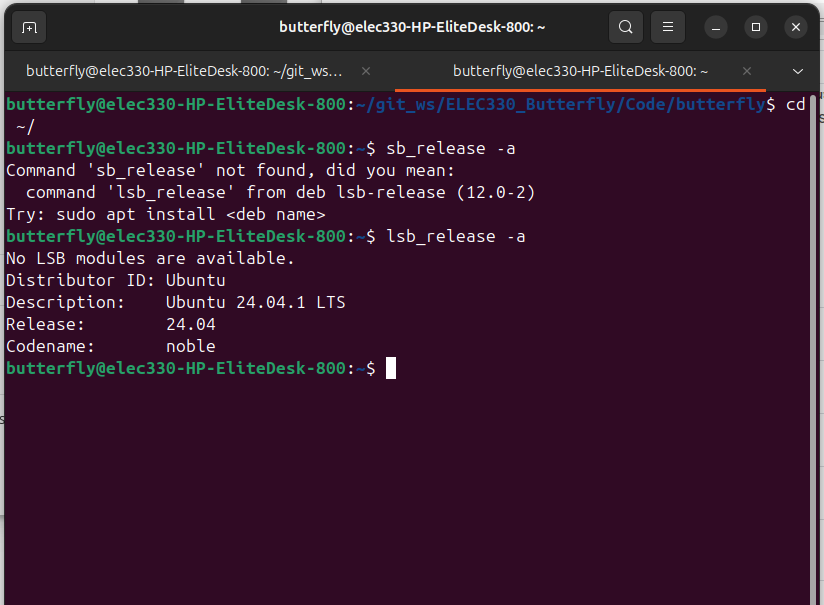 butterfly@elec330-HP-EliteDesk-800: ~
butterfly@elec330-HP-EliteDesk-800: ~/git_ws…
butterfly@elec330-HP-EliteDesk-800: ~
butterfly@elec330-HP-EliteDesk-800:~/git_ws/ELEC330_Butterfly/Code/butterfly$ cd
~/
butterfly@elec330-HP-EliteDesk-800:~$ sb_release -a
Command 'sb_release' not found, did you mean:
command 'lsb_release' from deb lsb-release (12.0-2)
Try: sudo apt install <deb name>
butterfly@elec330-HP-EliteDesk-800:~$ lsb_release -a
No LSB modules are available.
Distributor ID: Ubuntu
Description: Ubuntu 24.04.1 LTS
Release: 24.04
Codename: noble
butterfly@elec330-HP-EliteDesk-800:~$